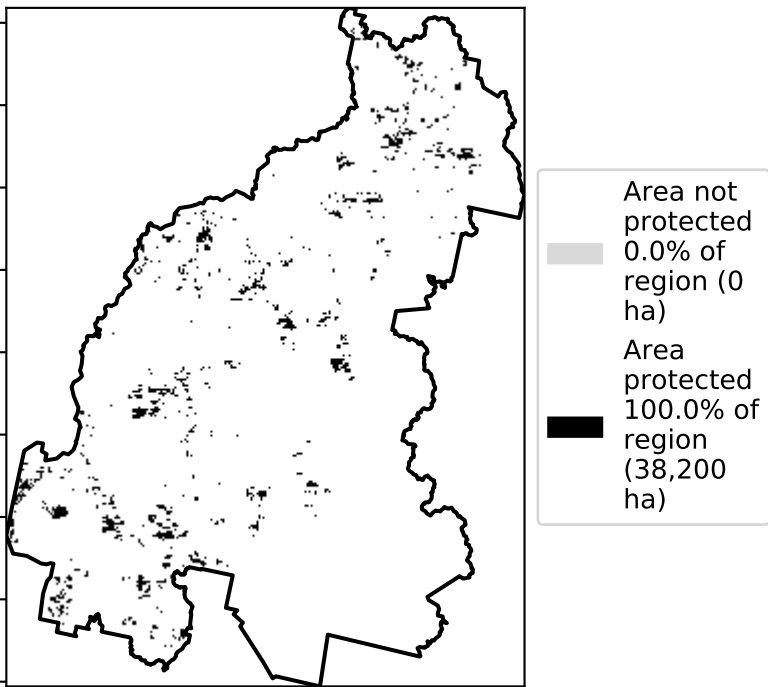 Area not
protected
0.0% of
region (0
ha)
Area
protected
100.0% of
region
(38,200
ha)